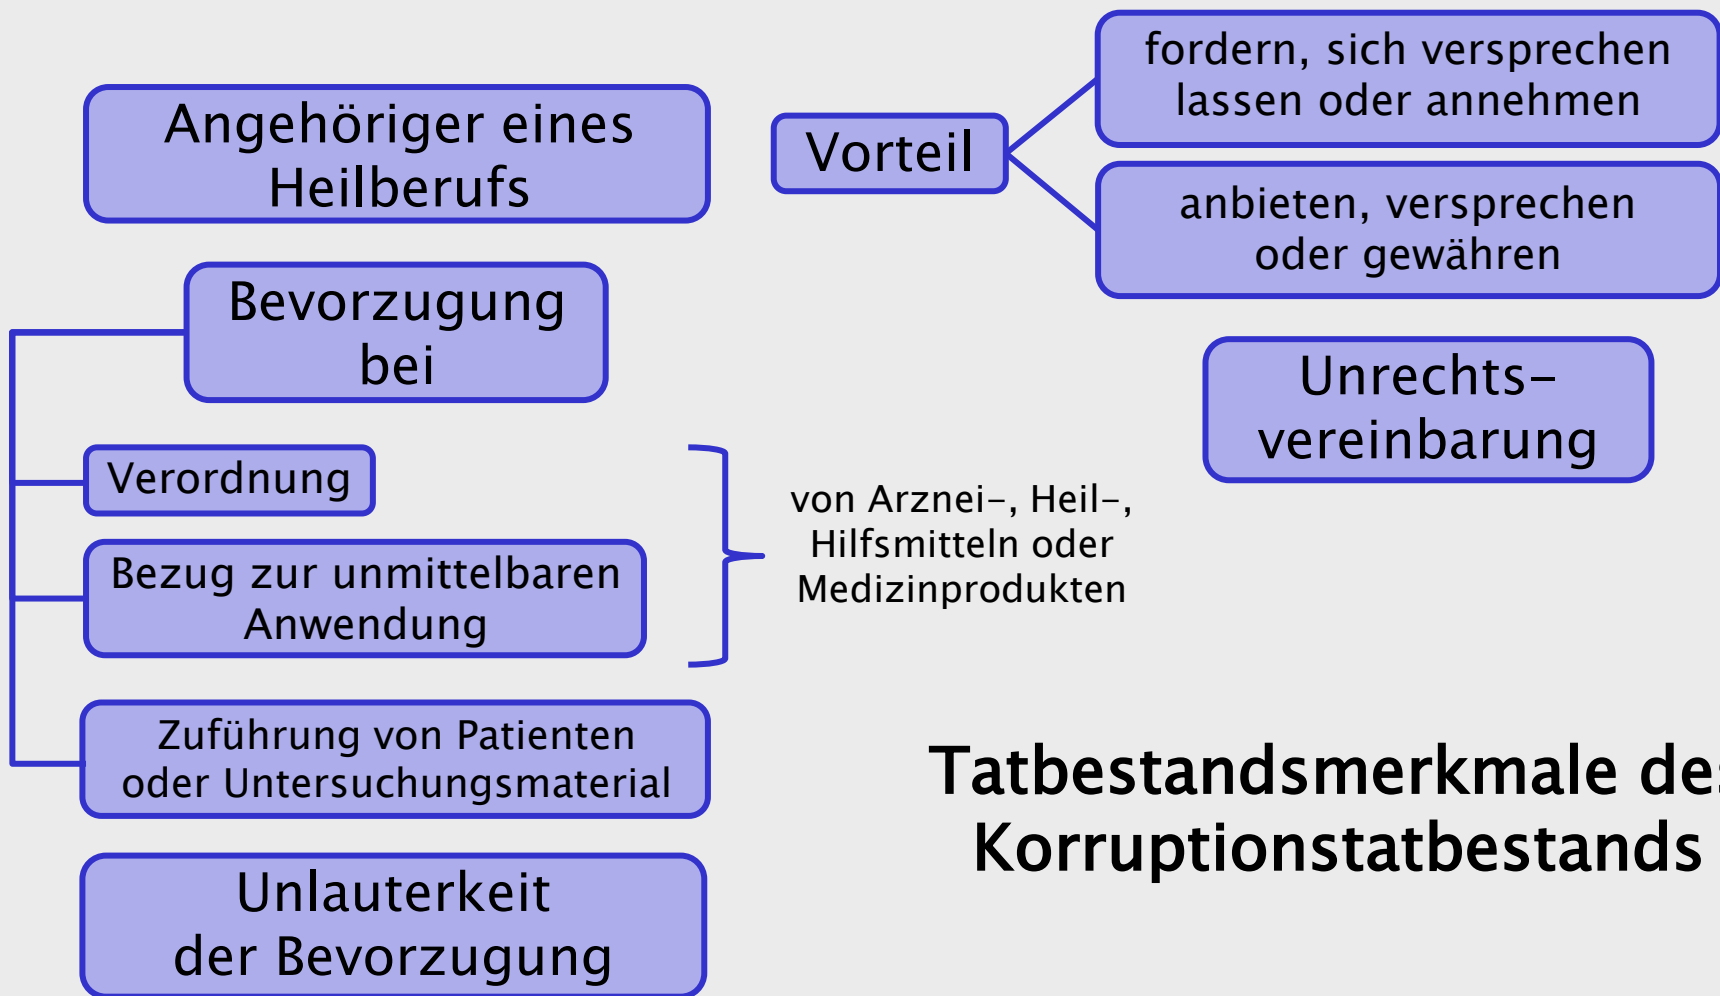 Angehöriger eines
Heilberufs
Vorteil
fordern, sich versprechen
lassen oder annehmen
anbieten, versprechen
oder gewähren
Bevorzugung
bei
Unrechts-
vereinbarung
Verordnung
Bezug zur unmittelbaren
Anwendung
von Arznei-, Heil-,
Hilfsmitteln oder
Medizinprodukten
Zuführung von Patienten
oder Untersuchungsmaterial
Unlauterkeit
der Bevorzugung
Tatbestandsmerkmale des
Korruptionstatbestands